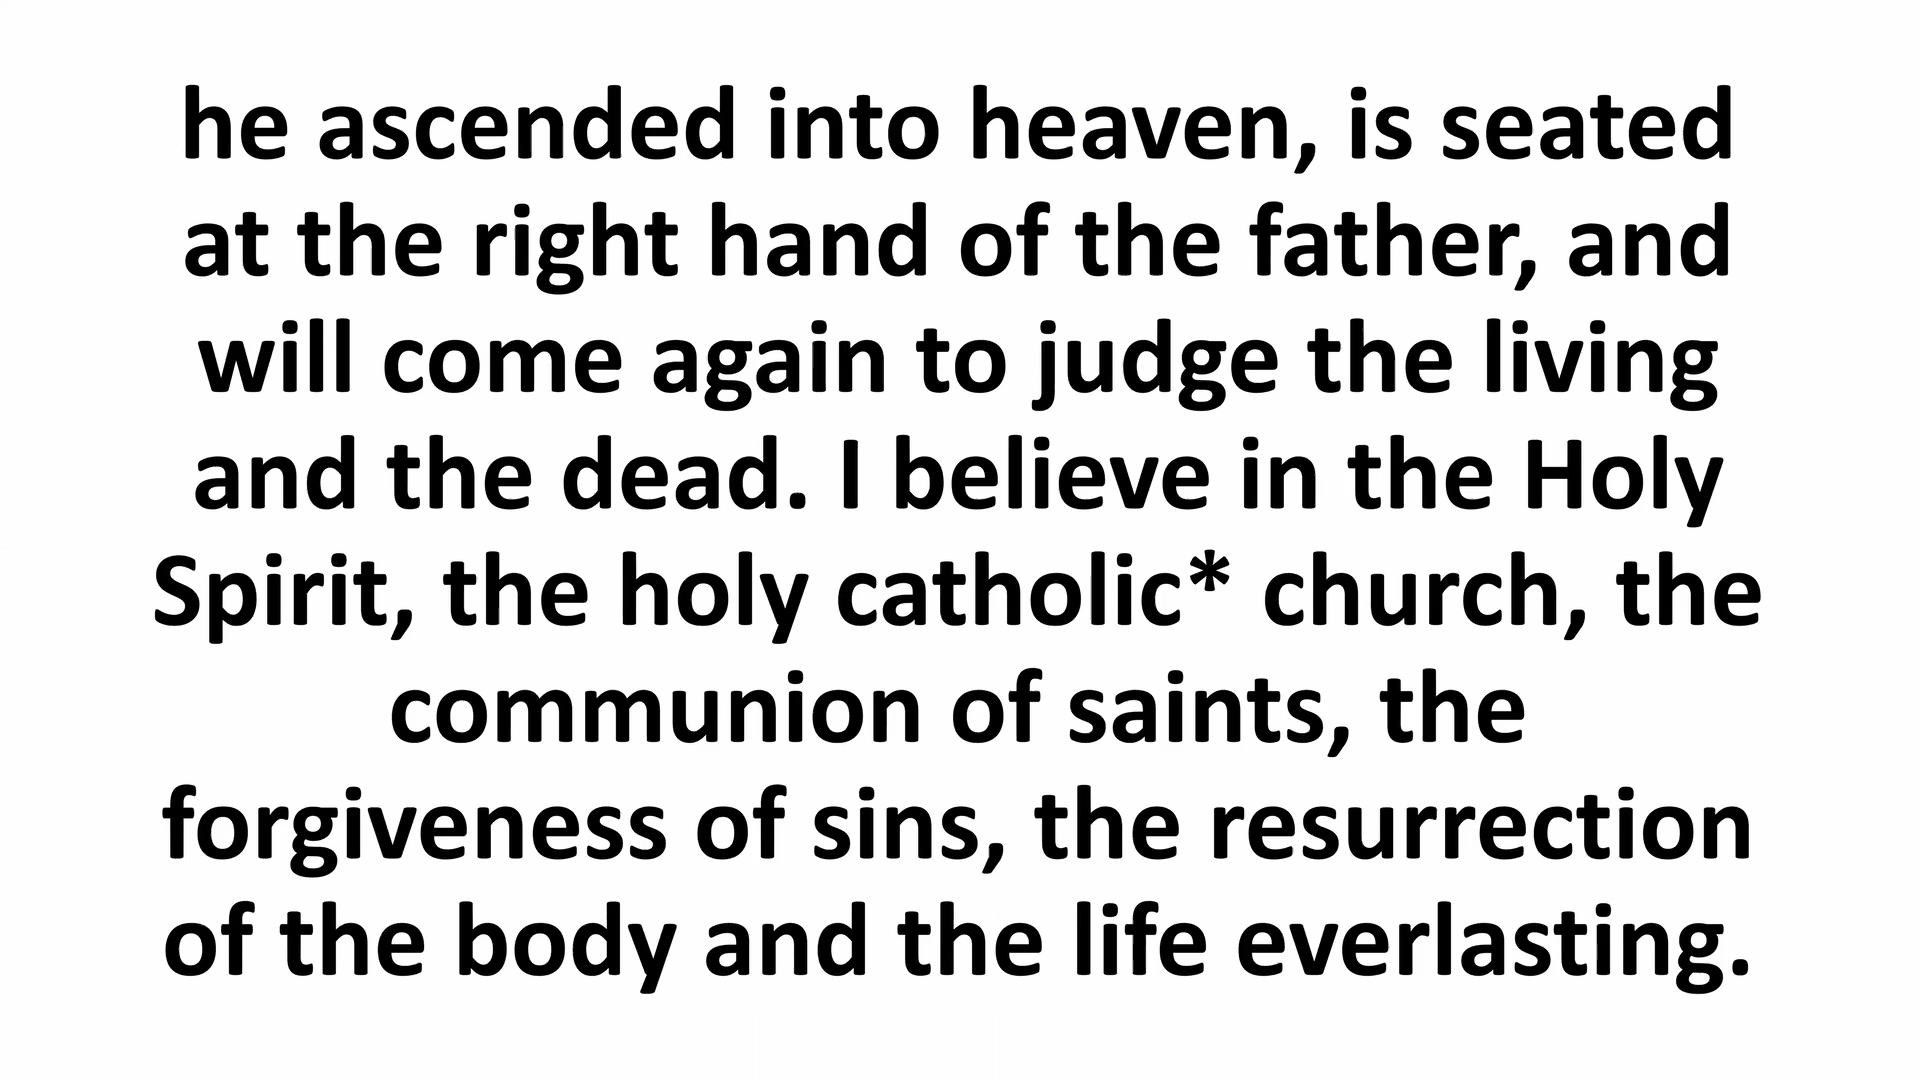 he ascended into heaven, is seated
at the right hand of the father, and
will come again to judge the living
and the dead. I believe in the Holy
Spirit, the holy catholic* church, the
communion of saints, the
forgiveness of sins, the resurrection
of the body and the life everlasting.